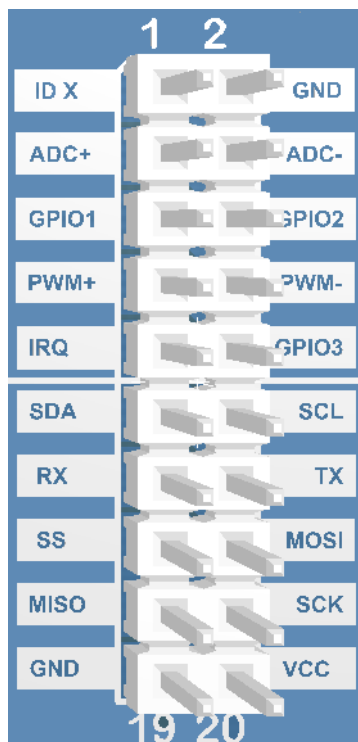 1 2
ID X GND
ADC+ ADC-
GPIO1 GPIO2
PWM+ PWM-
IRQ GPIO3
SDA SCL
RX TX
SS MOSI
MISO SCK
GND VCC
19 20